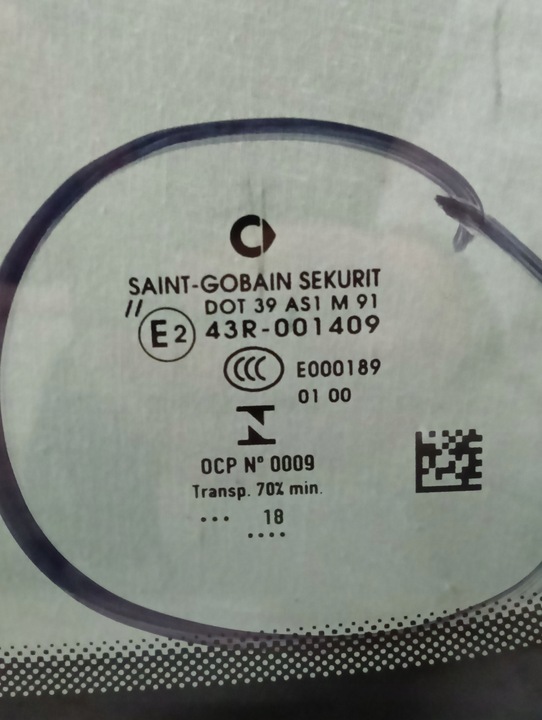 SAINT-GOBAIN SEKURIT
DOT 39 AS1 M 91
//
E2 43R-001409
CCC E000189
01 00
OCP N° 0009
Transp. 70% min.
... 18
....